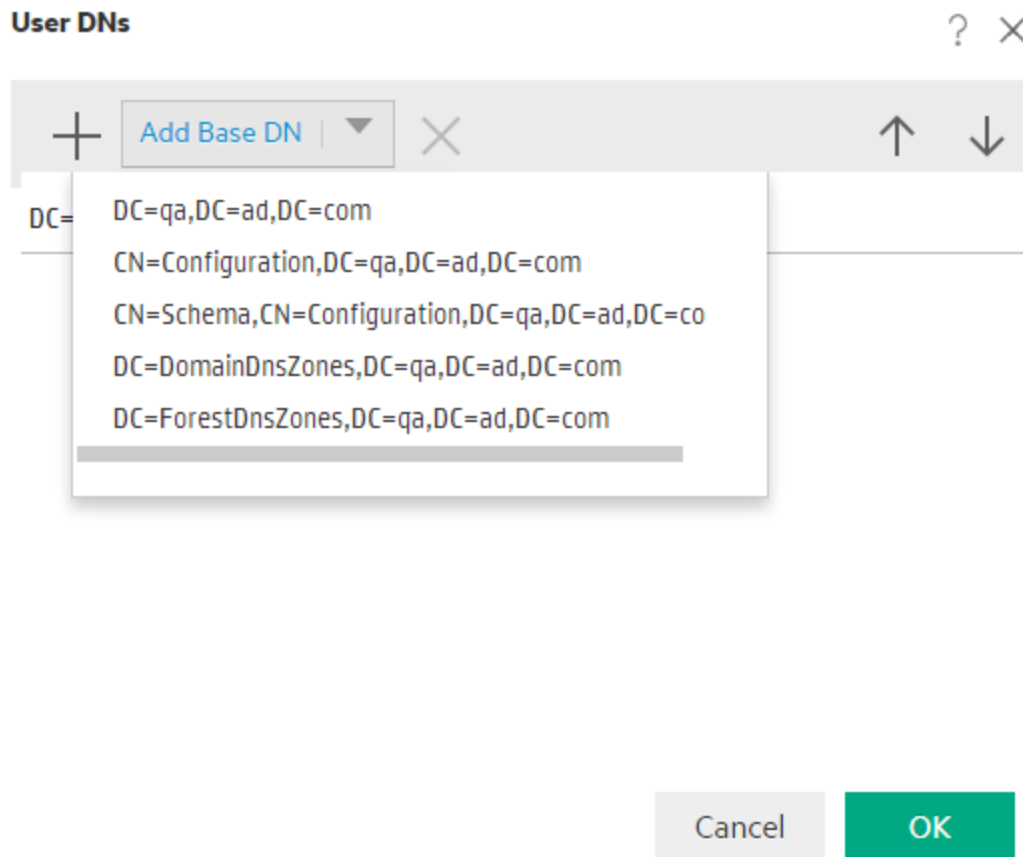 User DNs
?
Add Base DN
DC=
DC=qa,DC=ad,DC=com
CN=Configuration,DC=qa,DC=ad,DC=com
CN=Schema,CN=Configuration,DC=qa,DC=ad,DC=co
DC=DomainDnsZones,DC=qa,DC=ad,DC=com
DC=ForestDnsZones,DC=qa,DC=ad,DC=com
Cancel
OK